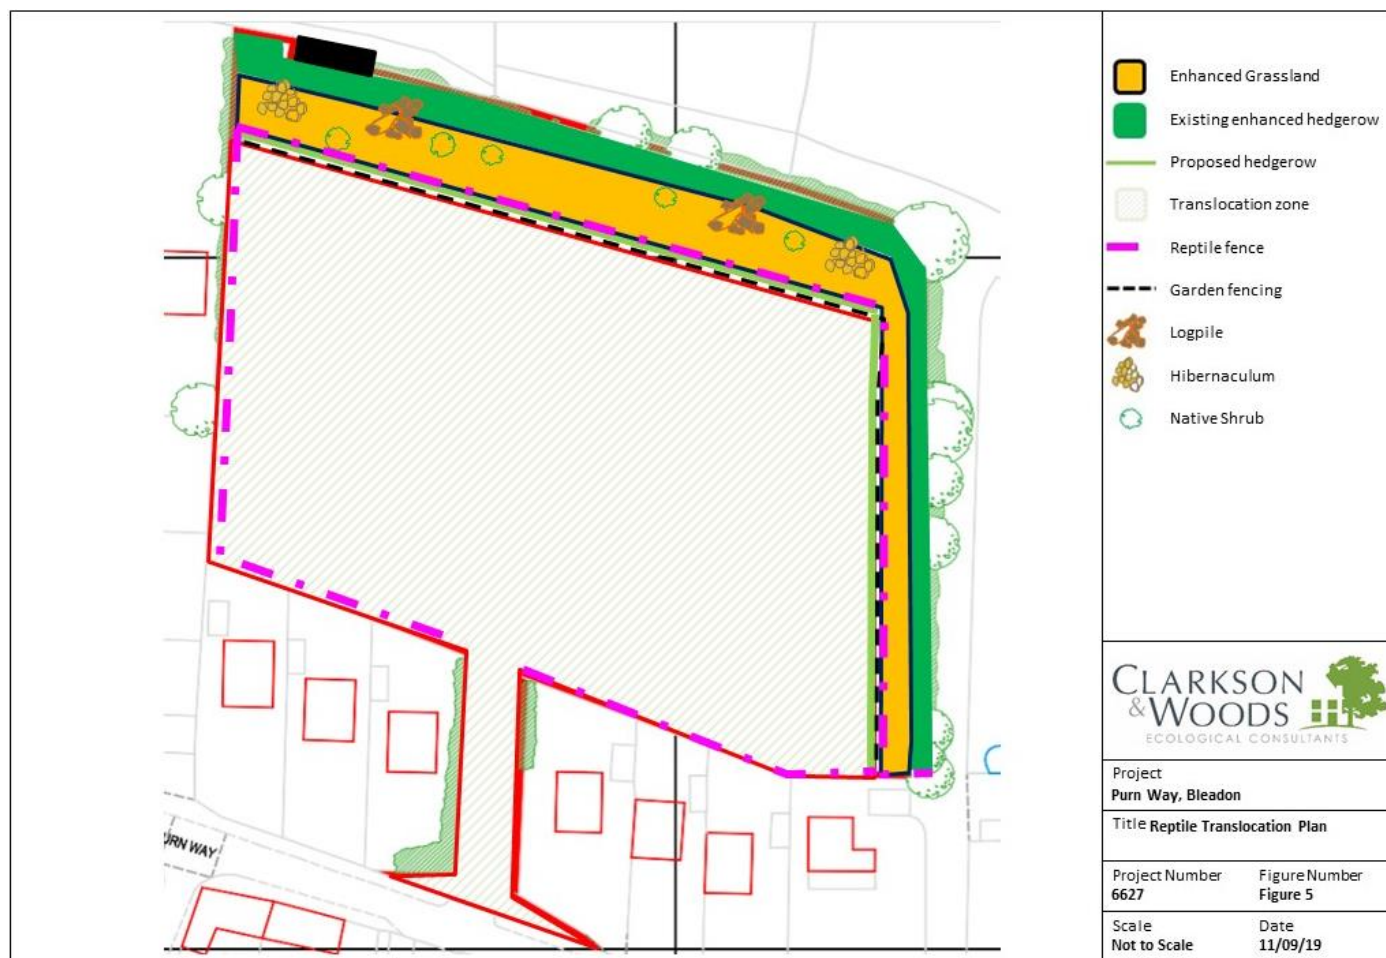 Enhanced Grassland
Existing enhanced hedgerow
Proposed hedgerow
Translocation zone
Reptile fence
Garden fencing
Logpile
Hibernaculum
Native Shrub
URN WAY
CLARKSON
& WOODS
ECOLOGICAL CONSULTANTS
Project
Purn Way, Bleadon
Title Reptile Translocation Plan
Project Number Figure Number
6627 Figure 5
Scale Date
Not to Scale 11/09/19